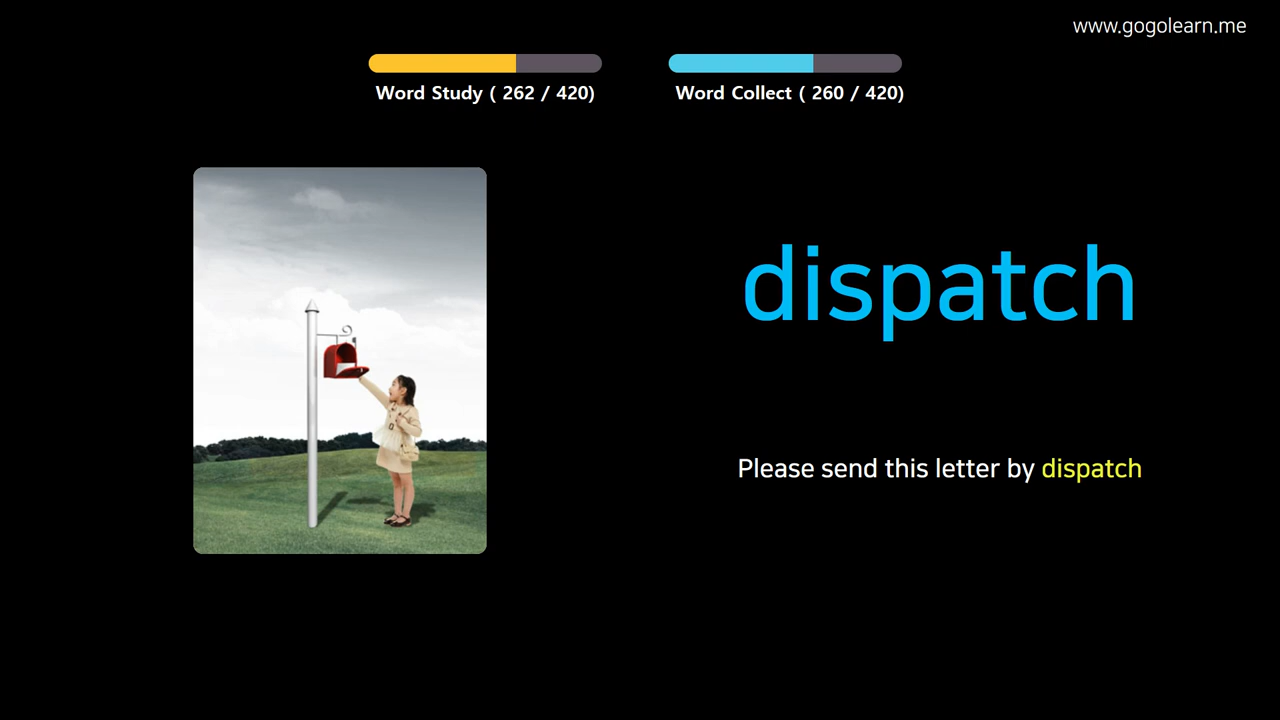 www.gogolearn.me
Word Study ( 262 / 420)
Word Collect ( 260 / 420)
dispatch
Please send this letter by dispatch